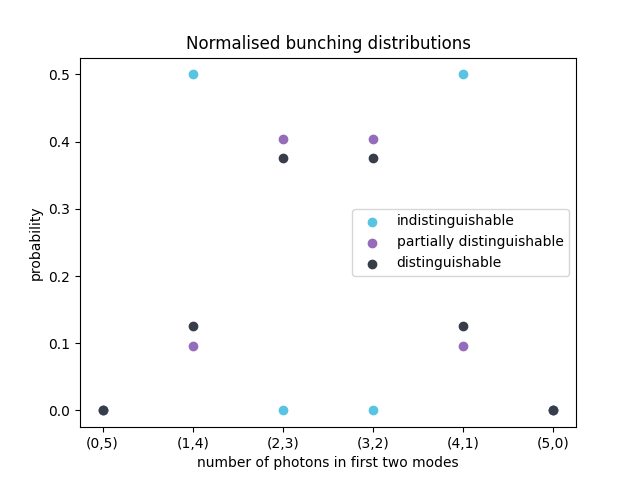 Normalised bunching distributions
0.5
0.4
0.3
0.2
0.1
0.0
probability
indistinguishable
partially distinguishable
distinguishable
(0,5) (1,4) (2,3) (3,2) (4,1) (5,0)
number of photons in first two modes